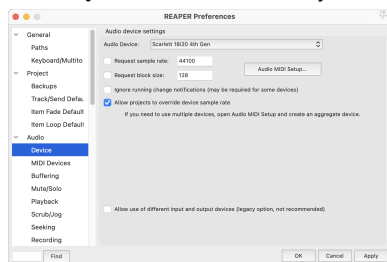 REAPER Preferences
General
Paths
Keyboard/Multito
Project
Backups
Track/Send Defau
Item Fade Default
Item Loop Default
Audio
Device
MIDI Devices
Buffering
Mute/Solo
Playback
Scrub/Jog
Seeking
Recording
Find
Audio device settings
Audio Device: Scarlett 18i20 4th Gen
Request sample rate: 44100
Request block size: 128
Audio MIDI Setup...
Ignore running change notifications (may be required for some devices)
Allow projects to override device sample rate
If you need to use multiple devices, open Audio MIDI Setup and create an aggregate device.
Allow use of different input and output devices (legacy option, not recommended)
OK Cancel Apply